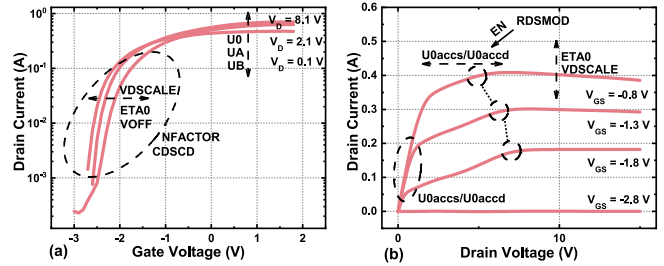 Drain Current (A)
10⁰
10⁻¹
10⁻²
10⁻³
-3 -2 -1 0 1 2
Gate Voltage (V)
(a)
V_D = 8.1 V
V_D = 2.1 V
V_D = 0.1 V
U0
UA
UB
VDSCALE/
ETA0
VOFF
NFACTOR
CDSCD
Drain Current (A)
0.6
0.5
0.4
0.3
0.2
0.1
0.0
0 5 10 15
Drain Voltage (V)
(b)
EN
RDSMOD
U0accs/U0accd
ETA0
VDSCALE
V_GS = -0.8 V
V_GS = -1.3 V
V_GS = -1.8 V
U0accs/U0accd
V_GS = -2.8 V